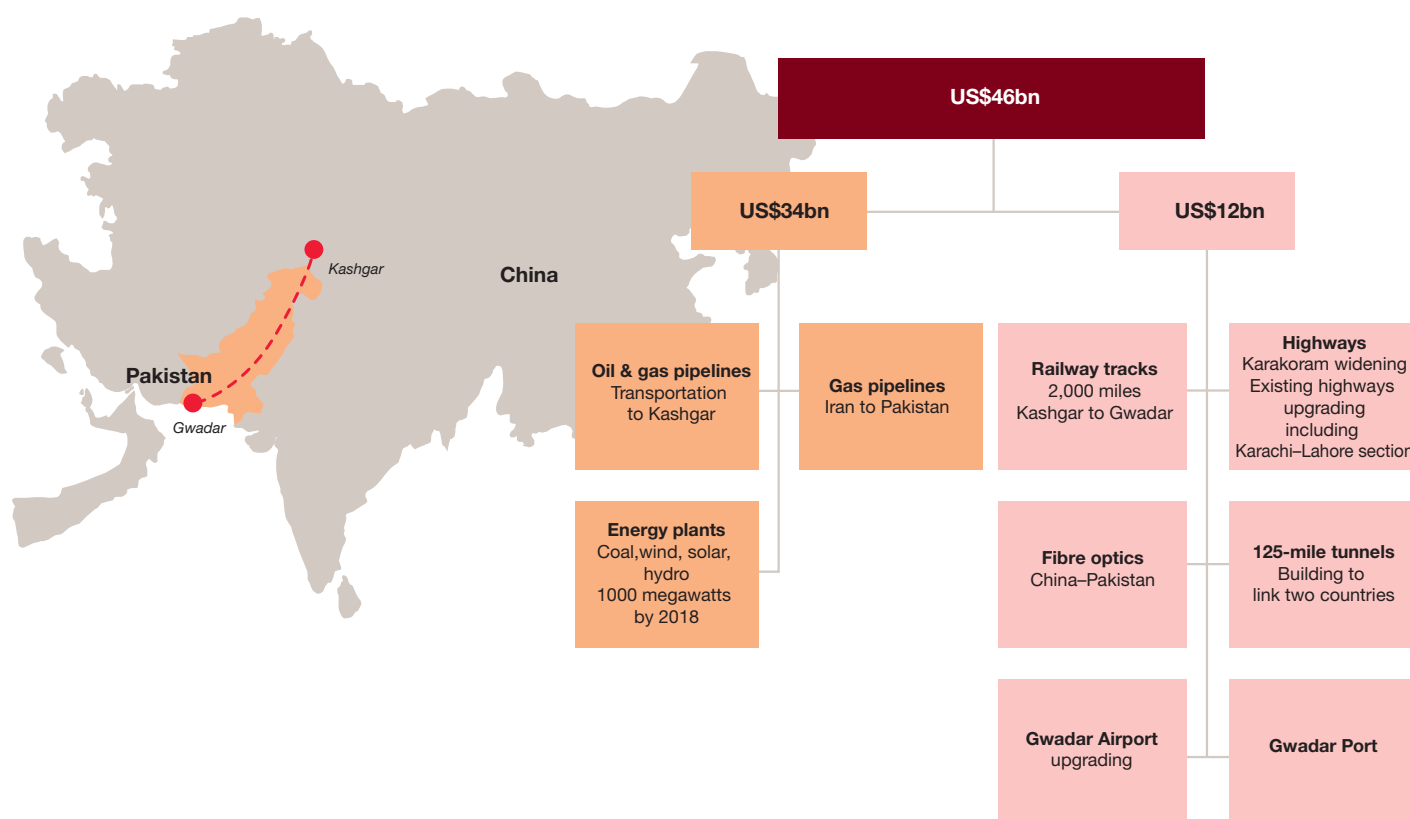 US$46bn
US$34bn
US$12bn
Kashgar
China
Pakistan
Gwadar
Oil & gas pipelines
Transportation
to Kashgar
Gas pipelines
Iran to Pakistan
Railway tracks
2,000 miles
Kashgar to Gwadar
Highways
Karakoram widening
Existing highways
upgrading
including
Karachi–Lahore section
Energy plants
Coal,wind, solar,
hydro
1000 megawatts
by 2018
Fibre optics
China–Pakistan
125-mile tunnels
Building to
link two countries
Gwadar Airport
upgrading
Gwadar Port